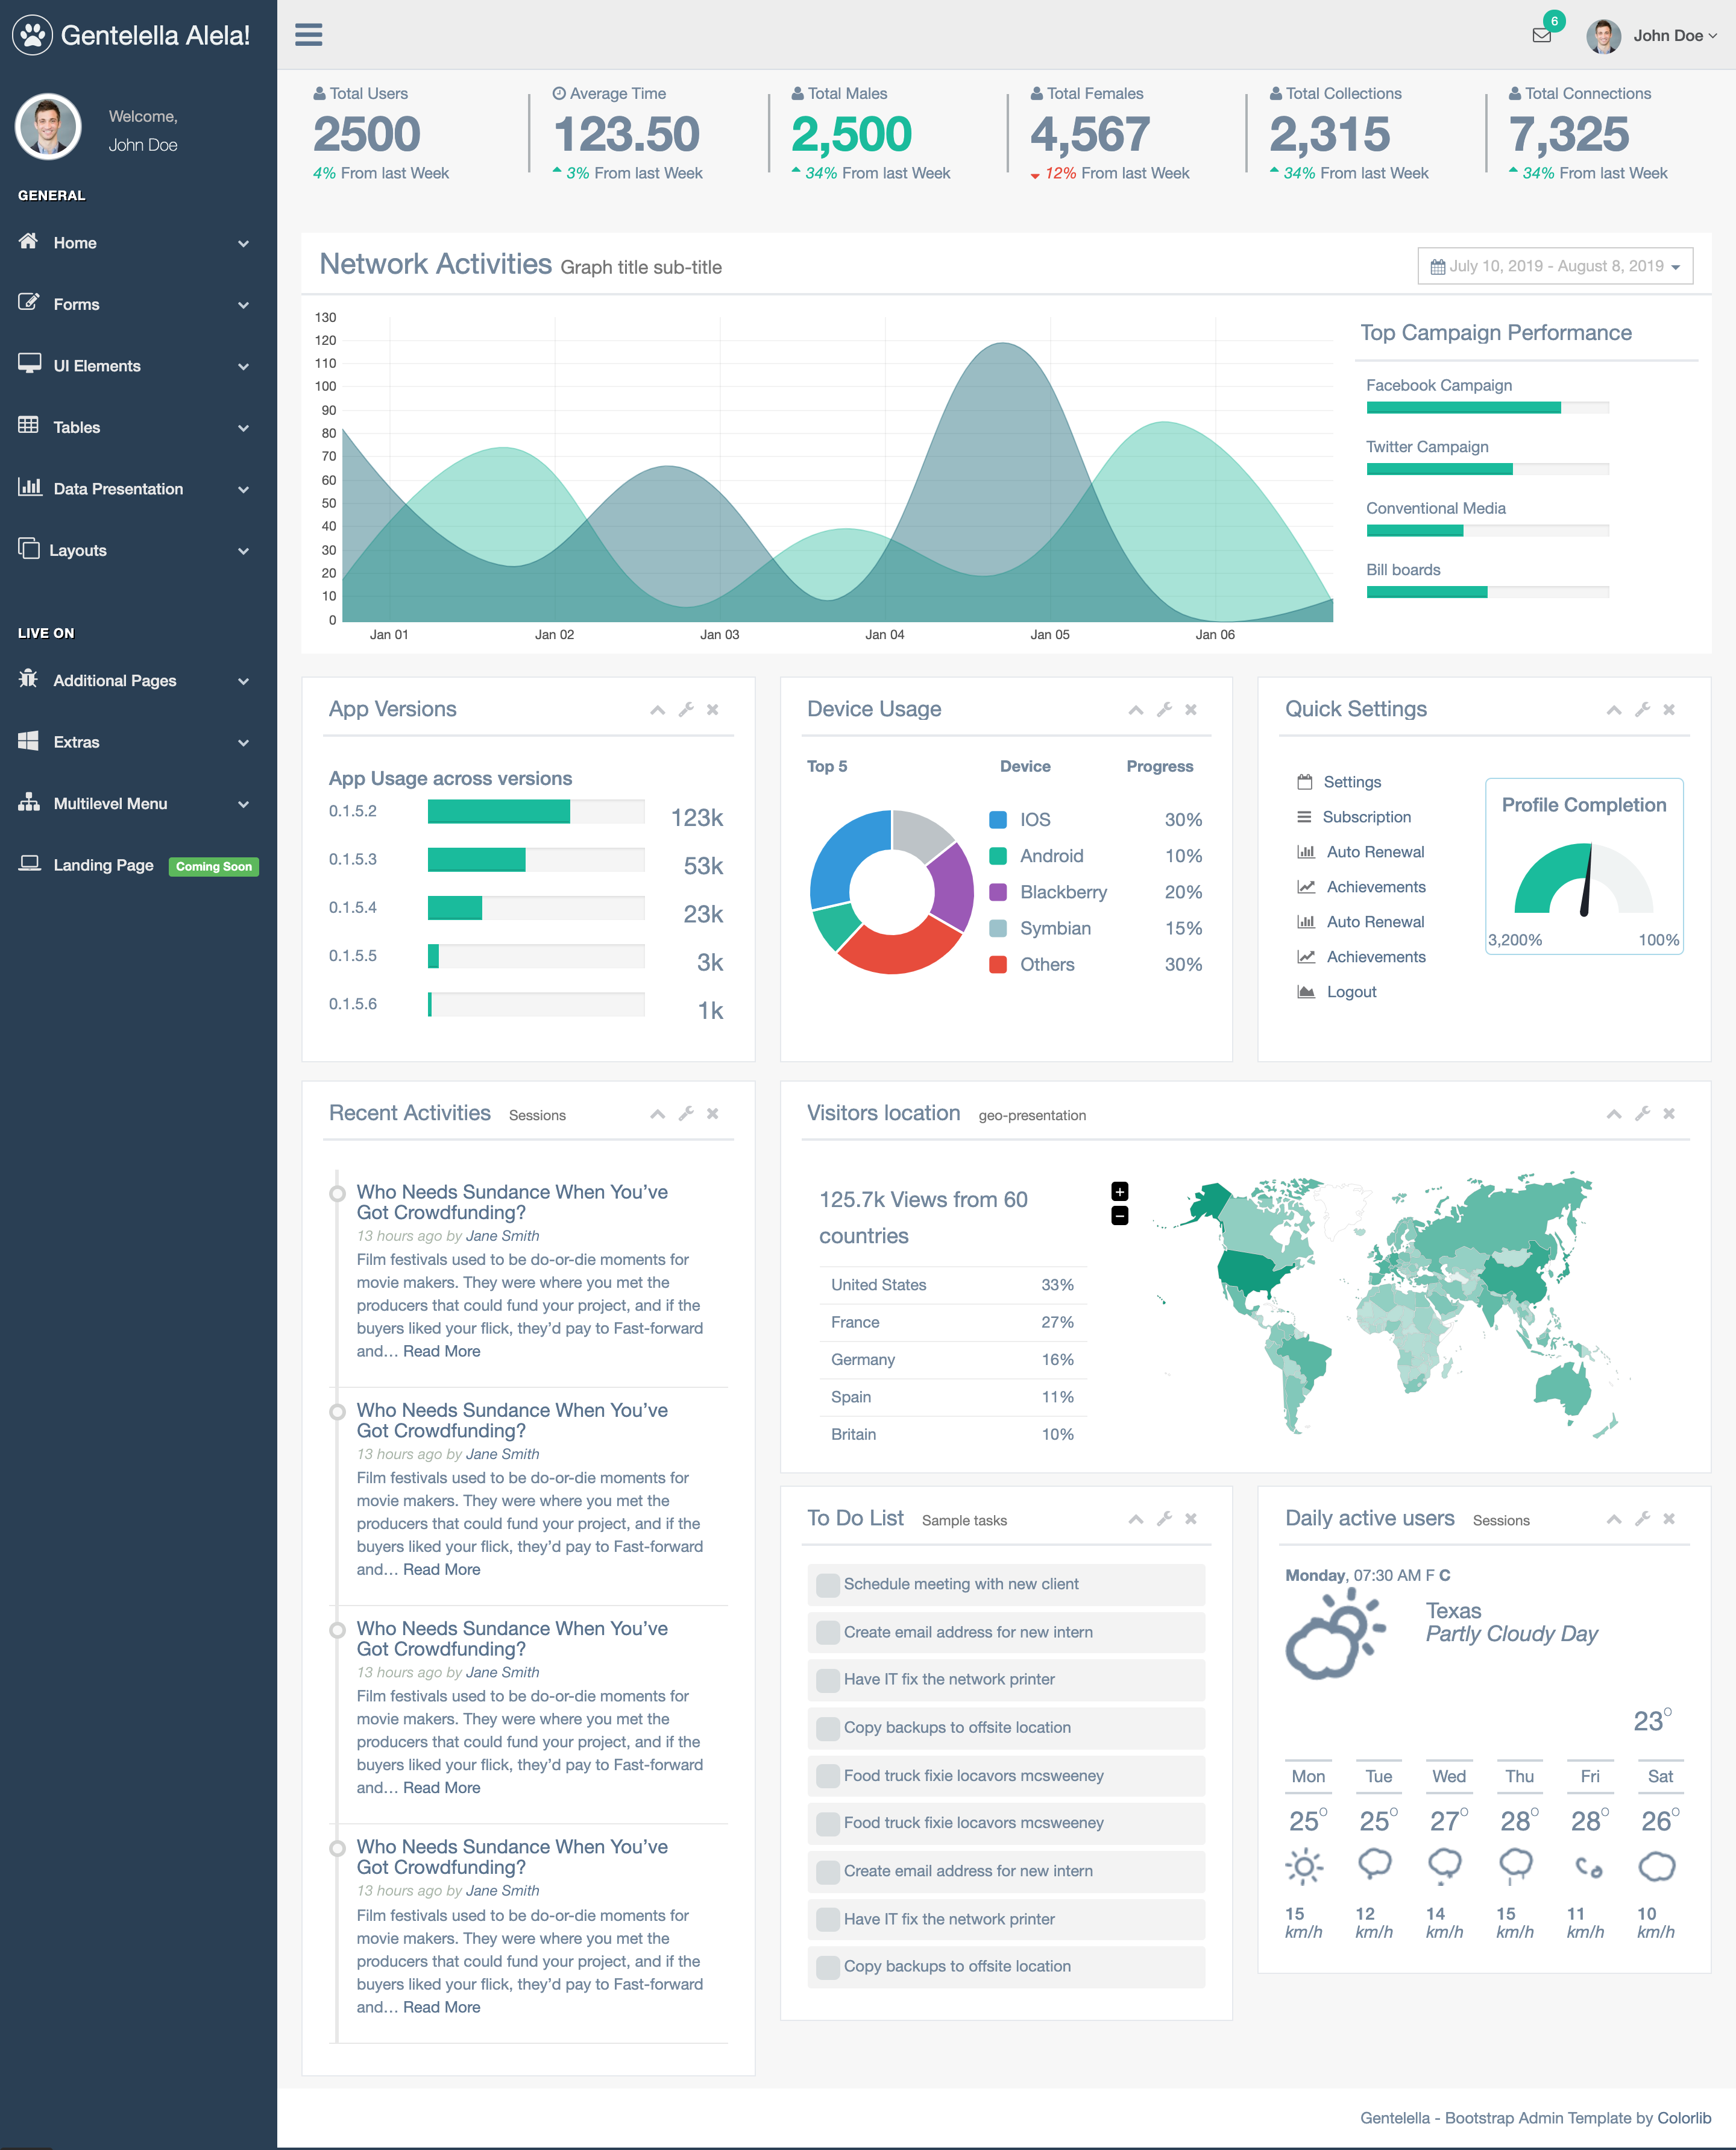 Gentelella Alela!
Welcome,
John Doe
GENERAL
Home
Forms
UI Elements
Tables
Data Presentation
Layouts
LIVE ON
Additional Pages
Extras
Multilevel Menu
Landing Page Coming Soon
6
John Doe
Total Users
2500
4% From last Week
Average Time
123.50
3% From last Week
Total Males
2,500
34% From last Week
Total Females
4,567
12% From last Week
Total Collections
2,315
34% From last Week
Total Connections
7,325
34% From last Week
Network Activities Graph title sub-title
July 10, 2019 - August 8, 2019
130
120
110
100
90
80
70
60
50
40
30
20
10
0
Jan 01 Jan 02 Jan 03 Jan 04 Jan 05 Jan 06
Top Campaign Performance
Facebook Campaign
Twitter Campaign
Conventional Media
Bill boards
App Versions
App Usage across versions
0.1.5.2 123k
0.1.5.3 53k
0.1.5.4 23k
0.1.5.5 3k
0.1.5.6 1k
Device Usage
Top 5 Device Progress
IOS 30%
Android 10%
Blackberry 20%
Symbian 15%
Others 30%
Quick Settings
Settings
Subscription
Auto Renewal
Achievements
Auto Renewal
Achievements
Logout
Profile Completion
3,200% 100%
Recent Activities Sessions
Who Needs Sundance When You've
Got Crowdfunding?
13 hours ago by Jane Smith
Film festivals used to be do-or-die moments for
movie makers. They were where you met the
producers that could fund your project, and if the
buyers liked your flick, they'd pay to Fast-forward
and… Read More
Who Needs Sundance When You've
Got Crowdfunding?
13 hours ago by Jane Smith
Film festivals used to be do-or-die moments for
movie makers. They were where you met the
producers that could fund your project, and if the
buyers liked your flick, they'd pay to Fast-forward
and… Read More
Who Needs Sundance When You've
Got Crowdfunding?
13 hours ago by Jane Smith
Film festivals used to be do-or-die moments for
movie makers. They were where you met the
producers that could fund your project, and if the
buyers liked your flick, they'd pay to Fast-forward
and… Read More
Who Needs Sundance When You've
Got Crowdfunding?
13 hours ago by Jane Smith
Film festivals used to be do-or-die moments for
movie makers. They were where you met the
producers that could fund your project, and if the
buyers liked your flick, they'd pay to Fast-forward
and… Read More
Visitors location geo-presentation
125.7k Views from 60
countries
United States 33%
France 27%
Germany 16%
Spain 11%
Britain 10%
+
−
To Do List Sample tasks
Schedule meeting with new client
Create email address for new intern
Have IT fix the network printer
Copy backups to offsite location
Food truck fixie locavors mcsweeney
Food truck fixie locavors mcsweeney
Create email address for new intern
Have IT fix the network printer
Copy backups to offsite location
Daily active users Sessions
Monday, 07:30 AM F C
Texas
Partly Cloudy Day
23°
Mon Tue Wed Thu Fri Sat
25° 25° 27° 28° 28° 26°
15 12 14 15 11 10
km/h km/h km/h km/h km/h km/h
Gentelella - Bootstrap Admin Template by Colorlib